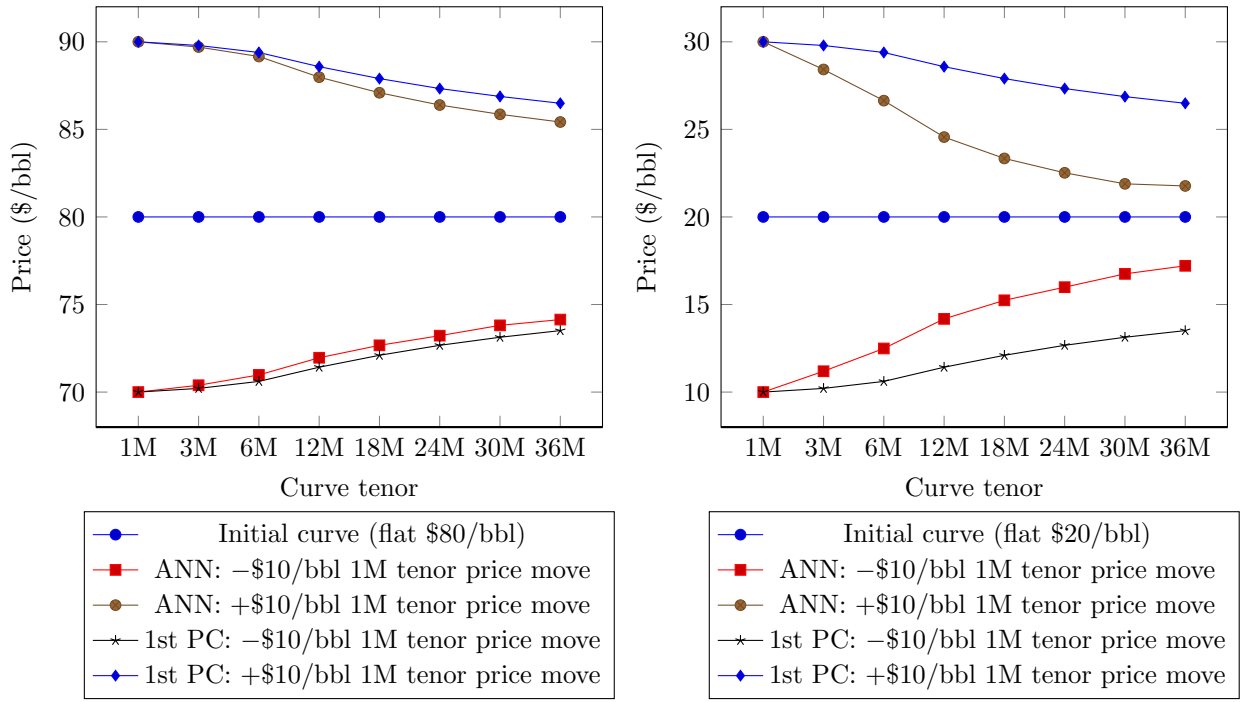 90
85
80
75
70
Price ($/bbl)
1M 3M 6M 12M 18M 24M 30M 36M
Curve tenor
Initial curve (flat $80/bbl)
ANN: −$10/bbl 1M tenor price move
ANN: +$10/bbl 1M tenor price move
1st PC: −$10/bbl 1M tenor price move
1st PC: +$10/bbl 1M tenor price move
30
25
20
15
10
Price ($/bbl)
1M 3M 6M 12M 18M 24M 30M 36M
Curve tenor
Initial curve (flat $20/bbl)
ANN: −$10/bbl 1M tenor price move
ANN: +$10/bbl 1M tenor price move
1st PC: −$10/bbl 1M tenor price move
1st PC: +$10/bbl 1M tenor price move